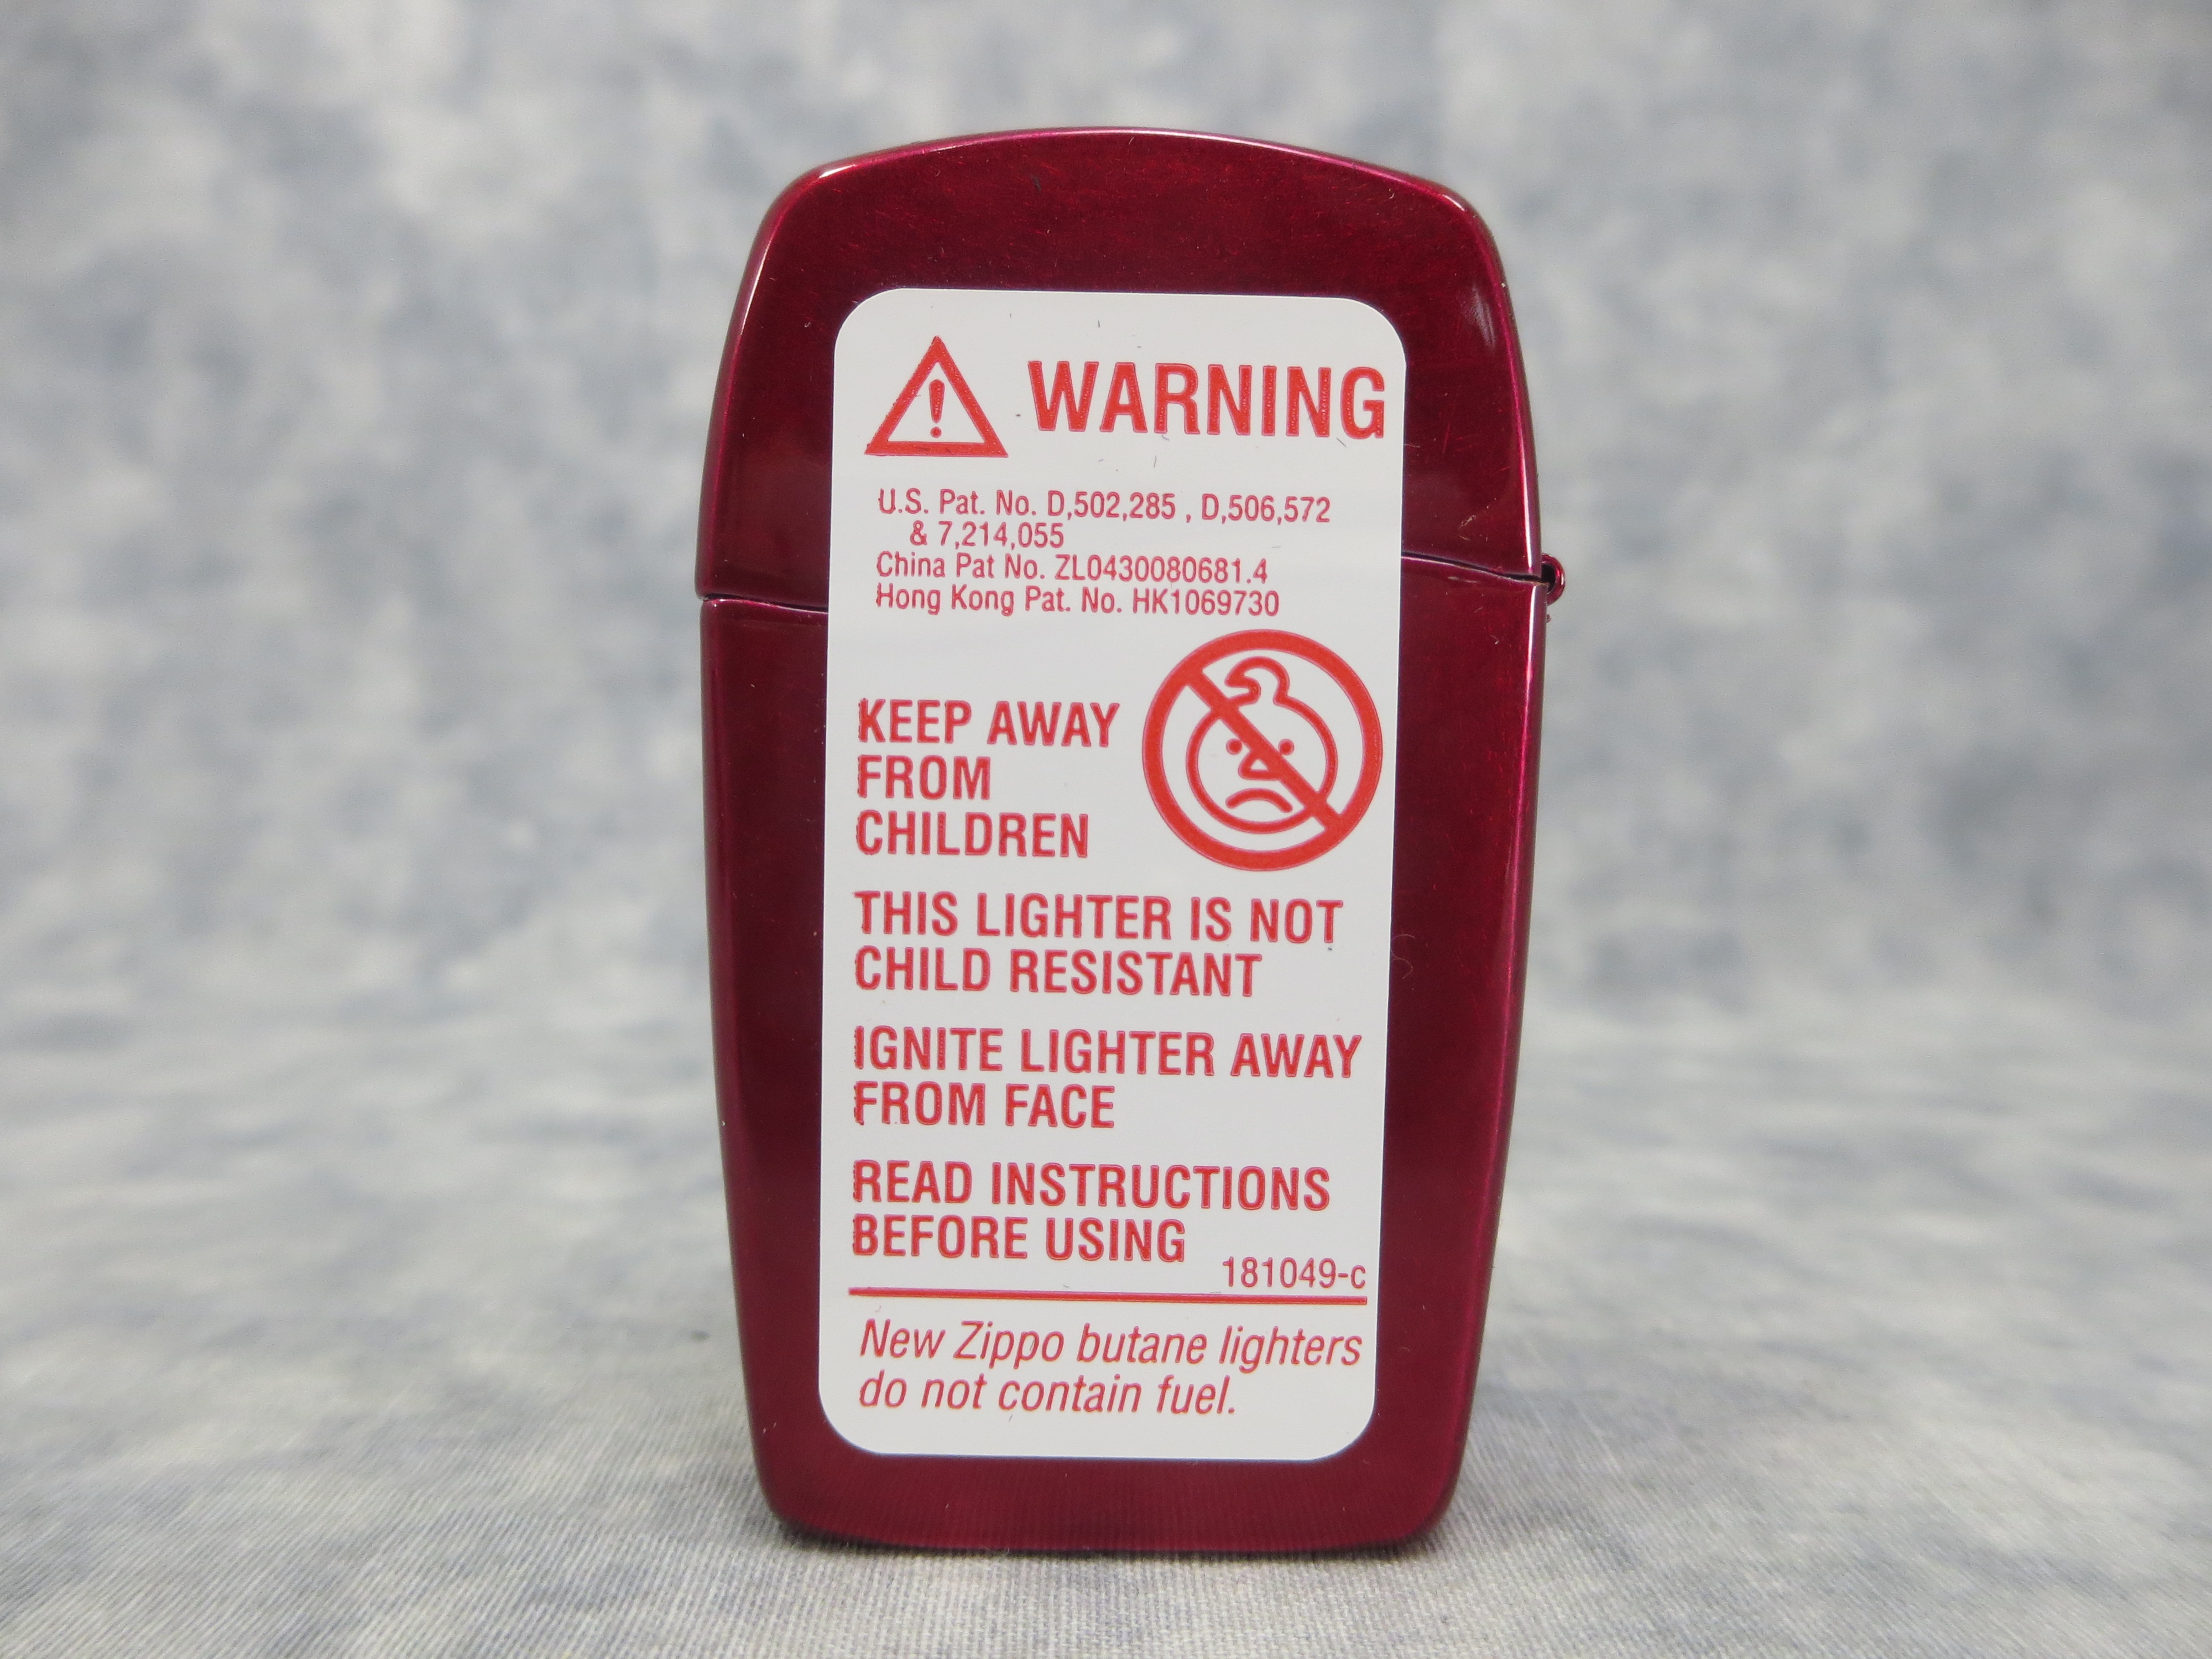 WARNING
U.S. Pat. No. D,502,285 , D,506,572
& 7,214,055
China Pat No. ZL0430080681.4
Hong Kong Pat. No. HK1069730
KEEP AWAY
FROM
CHILDREN
THIS LIGHTER IS NOT
CHILD RESISTANT
IGNITE LIGHTER AWAY
FROM FACE
READ INSTRUCTIONS
BEFORE USING
181049-c
New Zippo butane lighters
do not contain fuel.